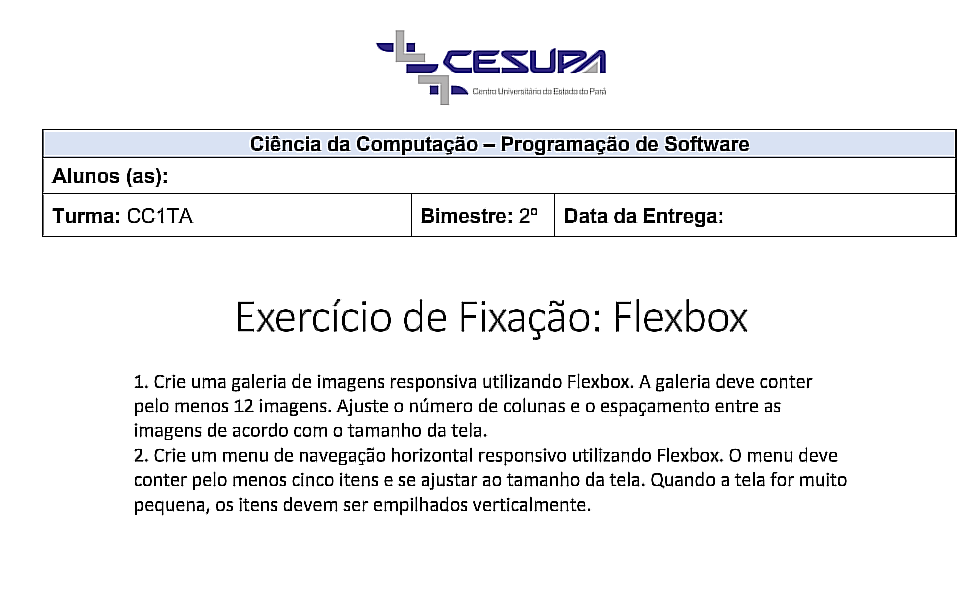 CESUPA
Centro Universitário do Estado do Pará
Ciência da Computação – Programação de Software
Alunos (as):
Turma: CC1TA
Bimestre: 2º
Data da Entrega:
Exercício de Fixação: Flexbox
1. Crie uma galeria de imagens responsiva utilizando Flexbox. A galeria deve conter
pelo menos 12 imagens. Ajuste o número de colunas e o espaçamento entre as
imagens de acordo com o tamanho da tela.
2. Crie um menu de navegação horizontal responsivo utilizando Flexbox. O menu deve
conter pelo menos cinco itens e se ajustar ao tamanho da tela. Quando a tela for muito
pequena, os itens devem ser empilhados verticalmente.